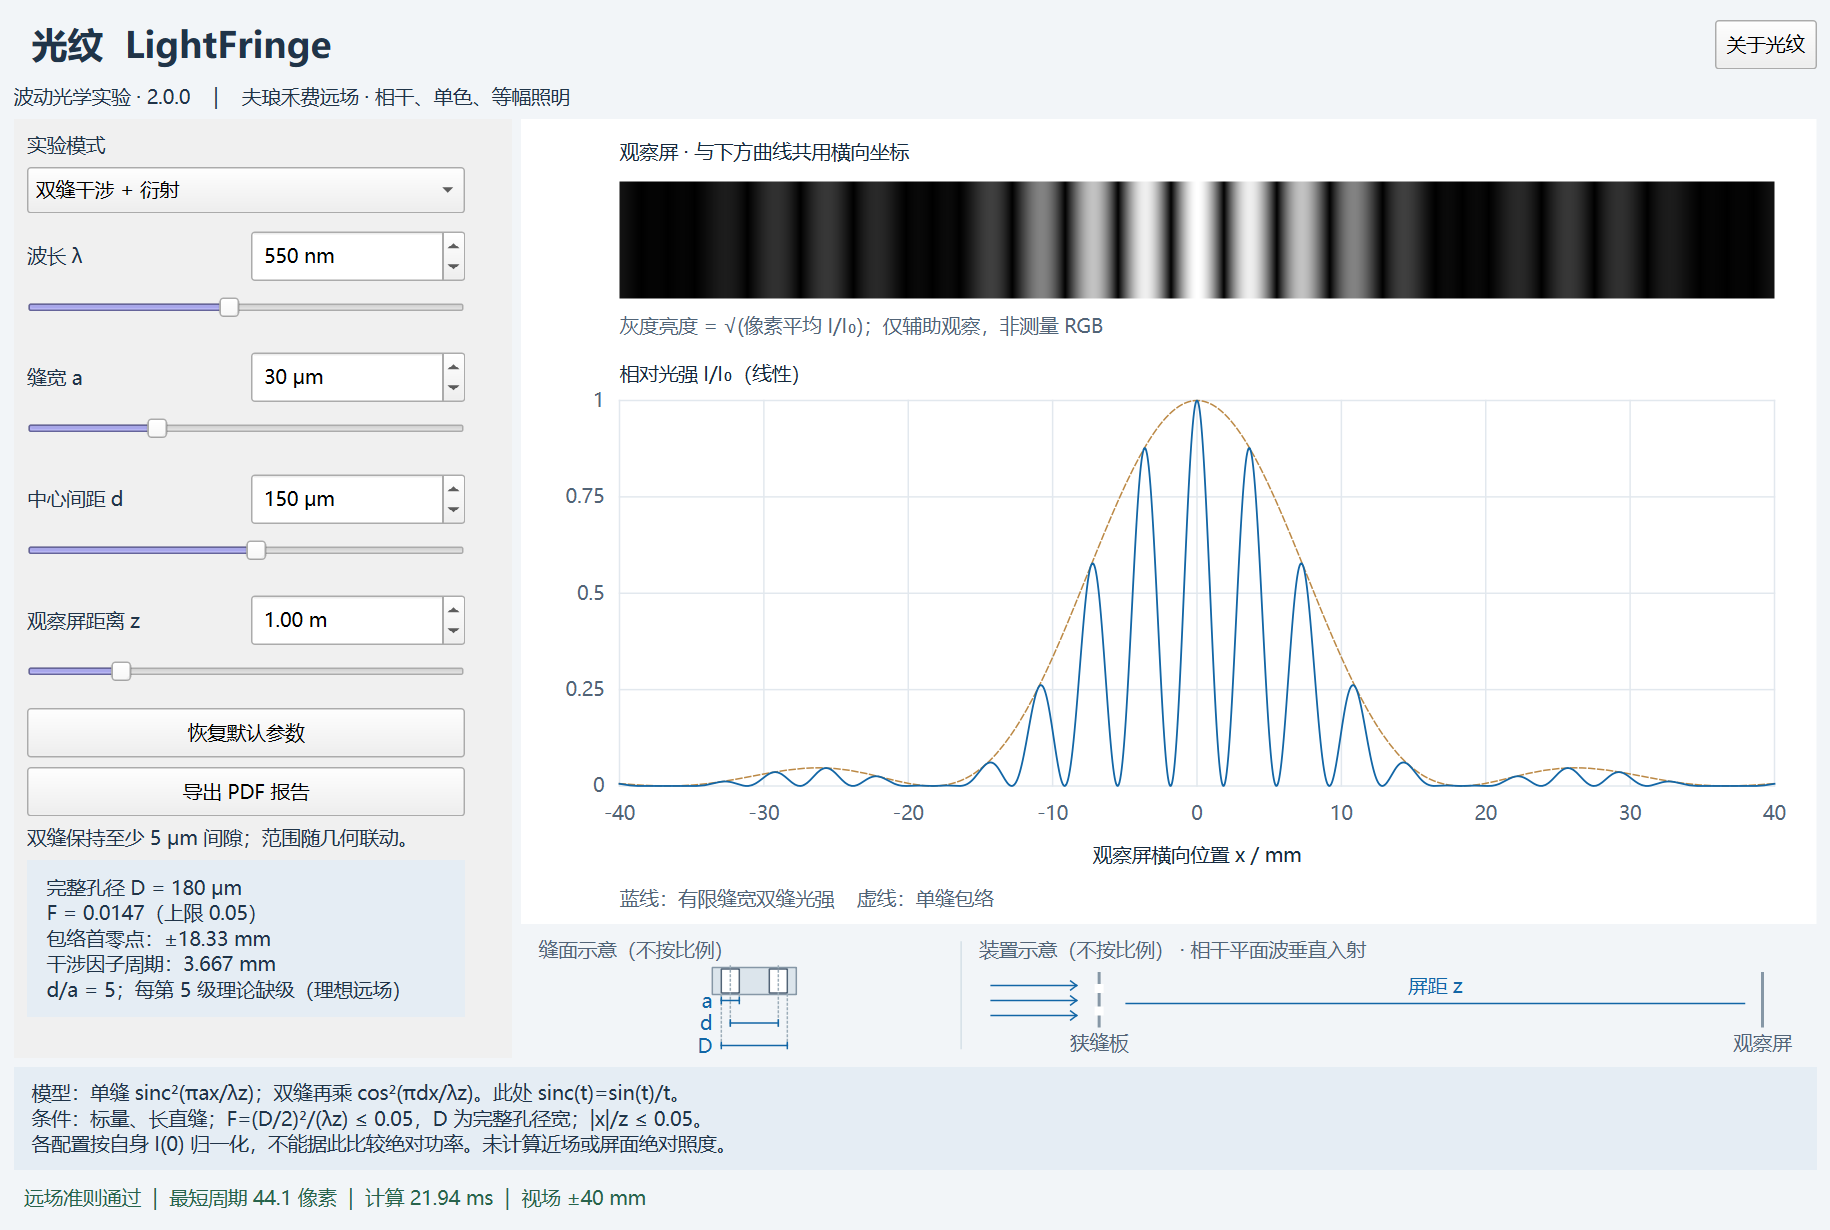 光纹 LightFringe
关于光纹
波动光学实验 · 2.0.0 | 夫琅禾费远场 · 相干、单色、等幅照明
实验模式
双缝干涉 + 衍射
波长 λ
550 nm
缝宽 a
30 µm
中心间距 d
150 µm
观察屏距离 z
1.00 m
恢复默认参数
导出 PDF 报告
双缝保持至少 5 µm 间隙；范围随几何联动。
完整孔径 D = 180 µm
F = 0.0147（上限 0.05）
包络首零点：±18.33 mm
干涉因子周期：3.667 mm
d/a = 5；每第 5 级理论缺级（理想远场）
观察屏 · 与下方曲线共用横向坐标
灰度亮度 = √(像素平均 I/I₀)；仅辅助观察，非测量 RGB
相对光强 I/I₀（线性）
1
0.75
0.5
0.25
0
-40 -30 -20 -10 0 10 20 30 40
观察屏横向位置 x / mm
蓝线：有限缝宽双缝光强 虚线：单缝包络
缝面示意（不按比例）
a
d
D
装置示意（不按比例） · 相干平面波垂直入射
屏距 z
狭缝板
观察屏
模型：单缝 sinc²(πax/λz)；双缝再乘 cos²(πdx/λz)。此处 sinc(t)=sin(t)/t。
条件：标量、长直缝；F=(D/2)²/(λz) ≤ 0.05，D 为完整孔径宽；|x|/z ≤ 0.05。
各配置按自身 I(0) 归一化，不能据此比较绝对功率。未计算近场或屏面绝对照度。
远场准则通过 | 最短周期 44.1 像素 | 计算 21.94 ms | 视场 ±40 mm